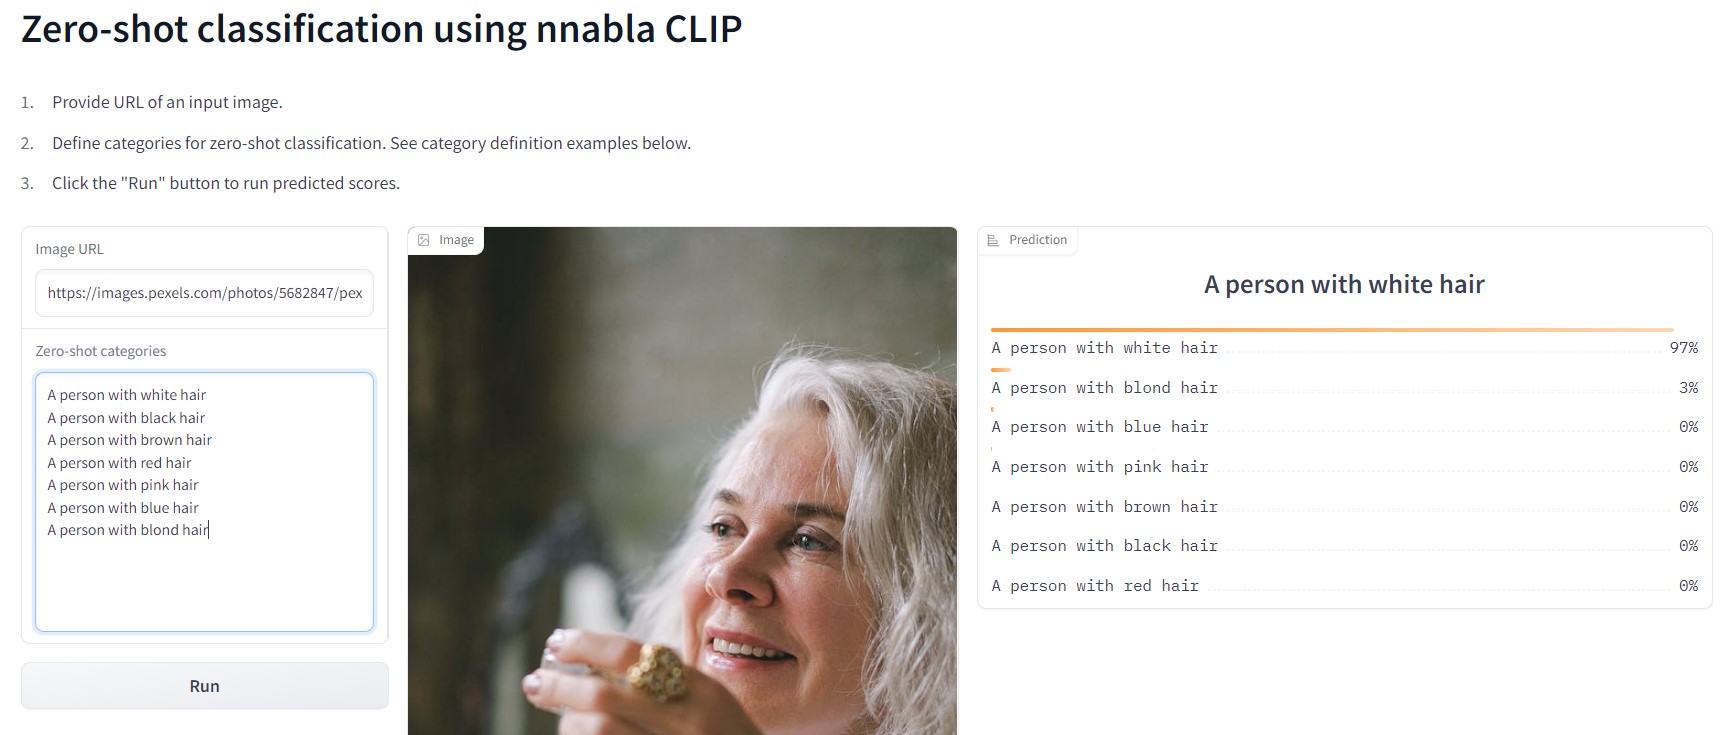 Zero-shot classification using nnabla CLIP
1. Provide URL of an input image.
2. Define categories for zero-shot classification. See category definition examples below.
3. Click the "Run" button to run predicted scores.
Image URL
https://images.pexels.com/photos/5682847/pex
Zero-shot categories
A person with white hair
A person with black hair
A person with brown hair
A person with red hair
A person with pink hair
A person with blue hair
A person with blond hair
Run
Image
Prediction
A person with white hair
A person with white hair 97%
A person with blond hair 3%
A person with blue hair 0%
A person with pink hair 0%
A person with brown hair 0%
A person with black hair 0%
A person with red hair 0%